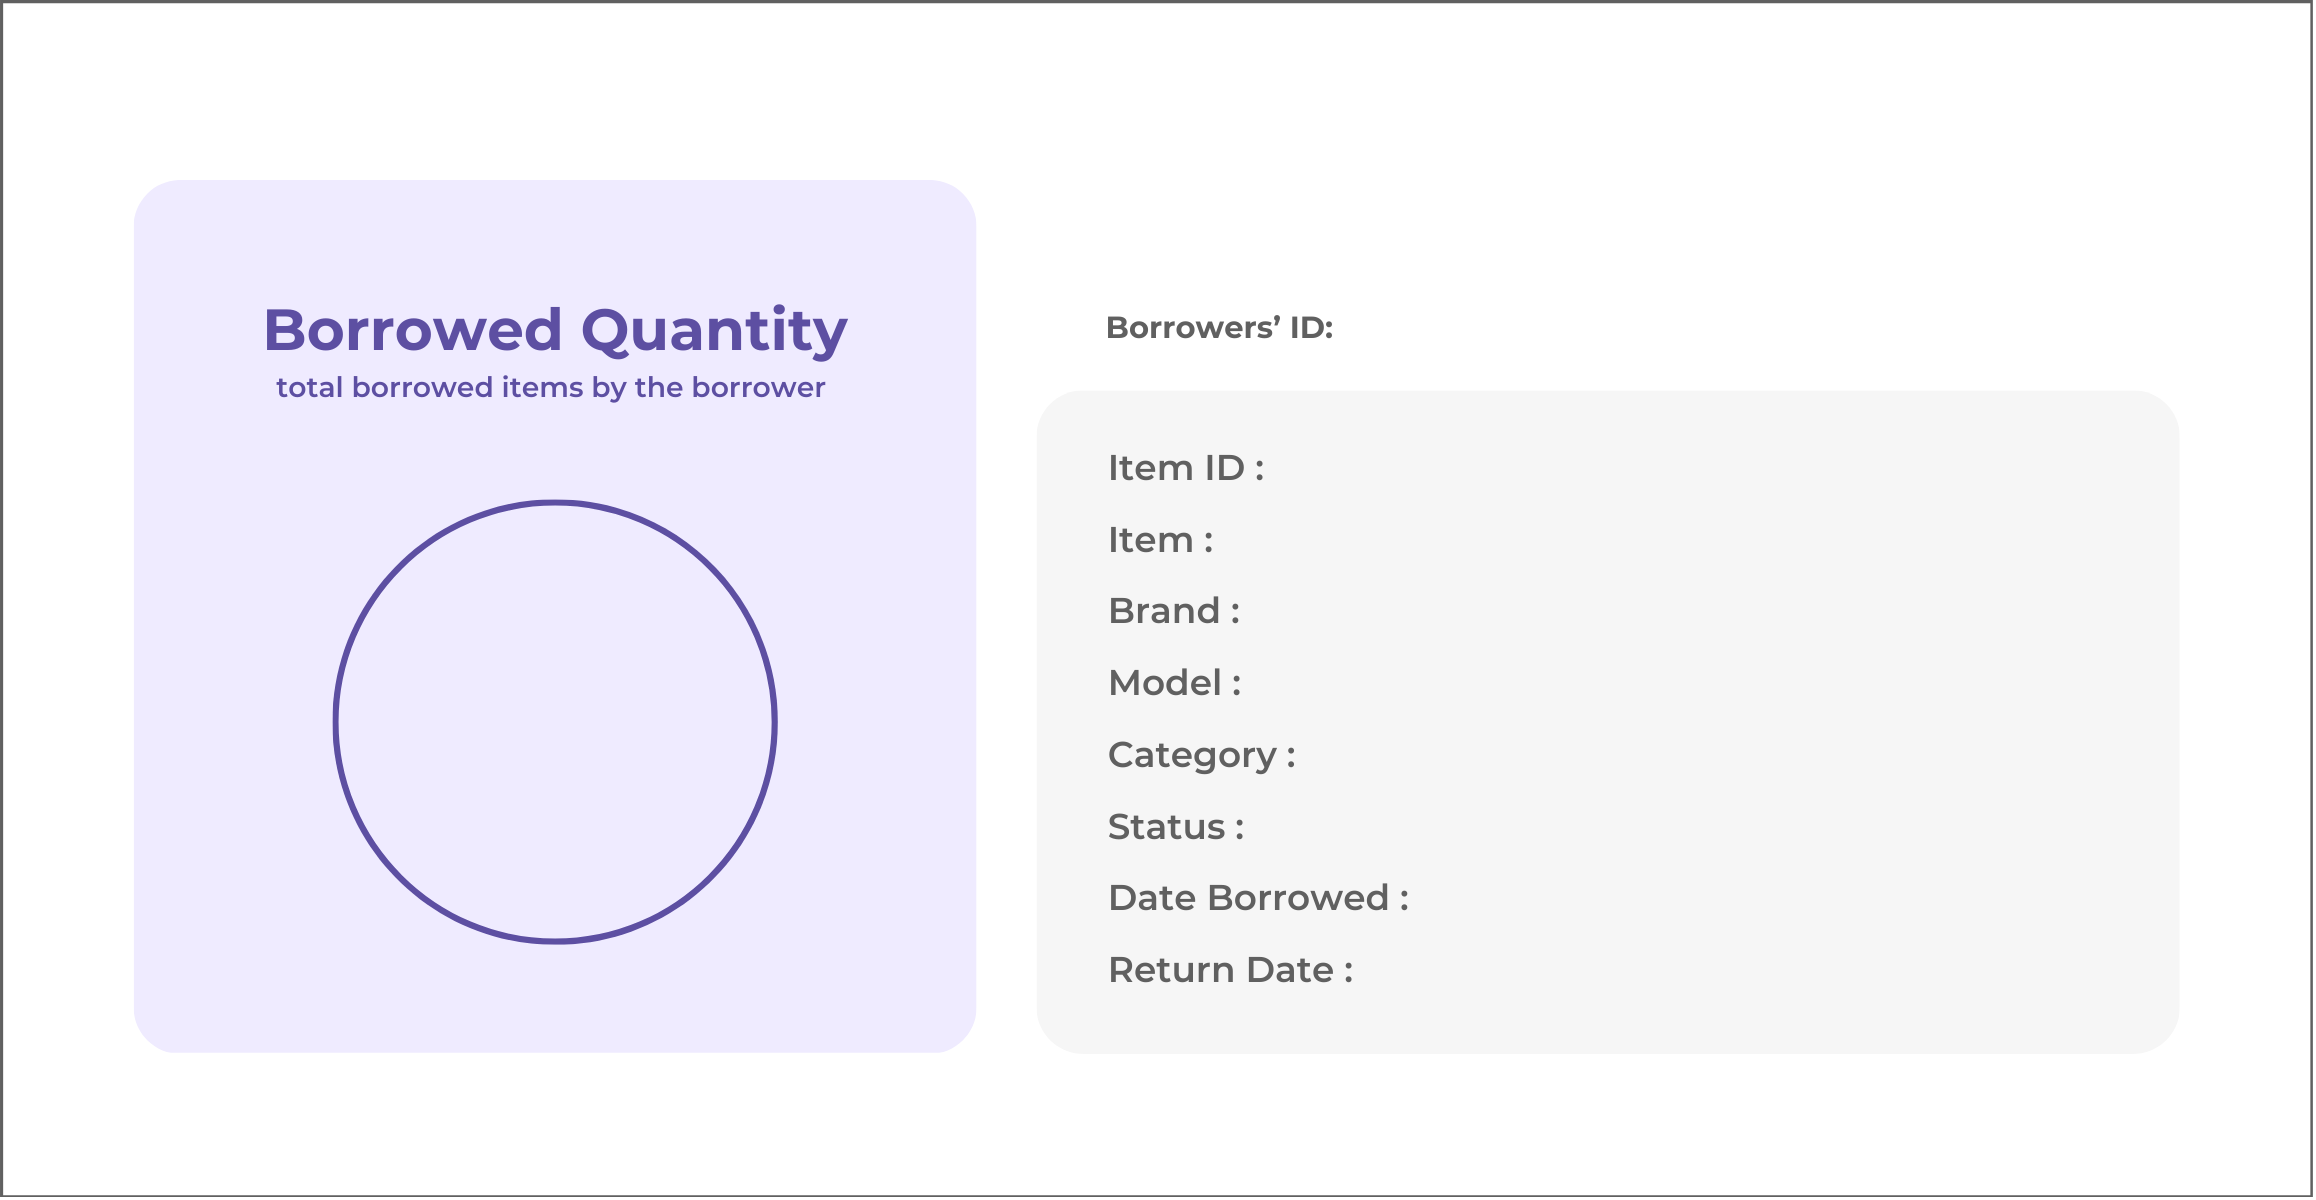 Borrowed Quantity
total borrowed items by the borrower
Borrowers’ ID:
Item ID :
Item :
Brand :
Model :
Category :
Status :
Date Borrowed :
Return Date :